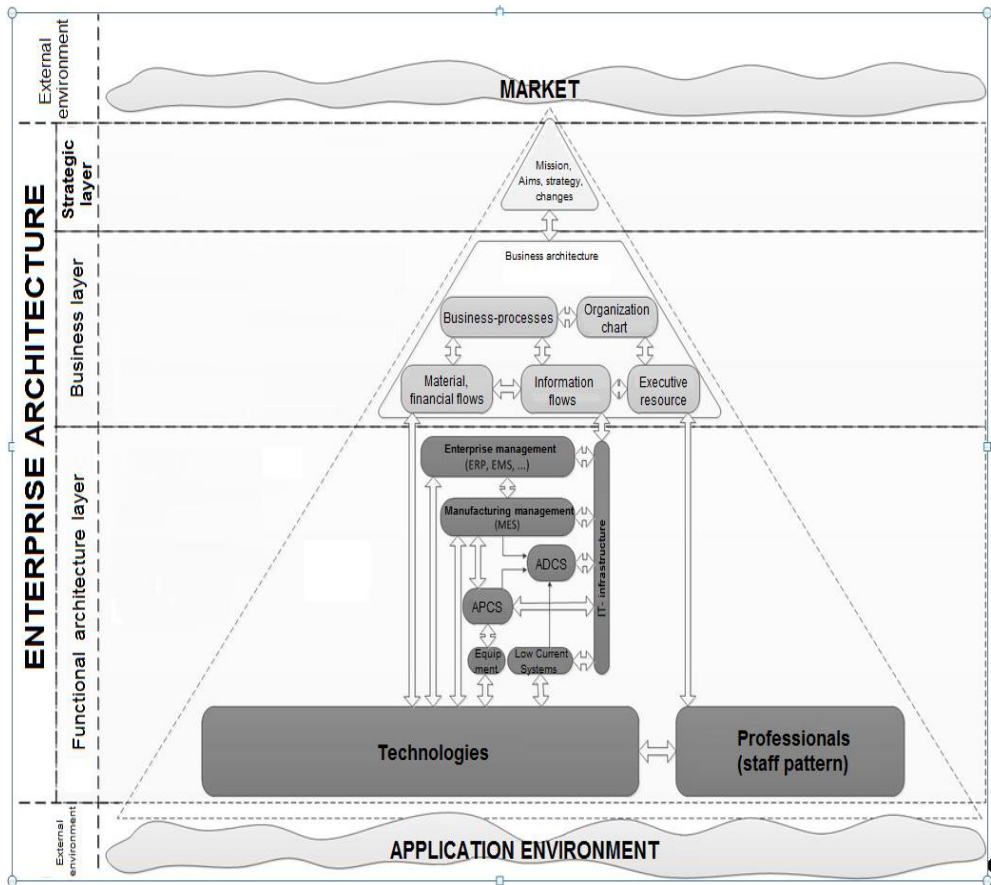 External
environment
MARKET
ENTERPRISE ARCHITECTURE
Strategic
layer
Mission,
Aims, strategy,
changes
Business layer
Business architecture
Business-processes
Organization
chart
Material,
financial flows
Information
flows
Executive
resource
Functional architecture layer
Enterprise management
(ERP, EMS, ...)
Manufacturing management
(MES)
ADCS
IT- infrastructure
APCS
Equip
ment
Low Current
Systems
Technologies
Professionals
(staff pattern)
External
environment
APPLICATION ENVIRONMENT